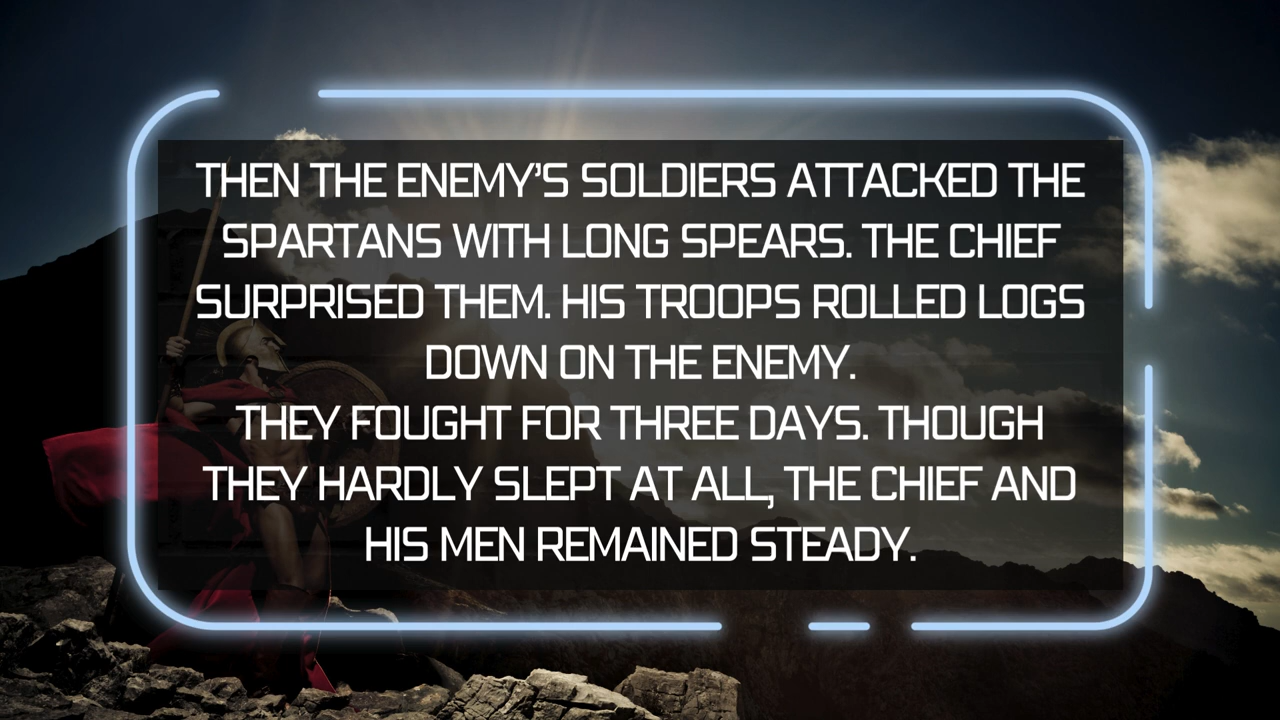 THEN THE ENEMY’S SOLDIERS ATTACKED THE
SPARTANS WITH LONG SPEARS. THE CHIEF
SURPRISED THEM. HIS TROOPS ROLLED LOGS
DOWN ON THE ENEMY.
THEY FOUGHT FOR THREE DAYS. THOUGH
THEY HARDLY SLEPT AT ALL, THE CHIEF AND
HIS MEN REMAINED STEADY.